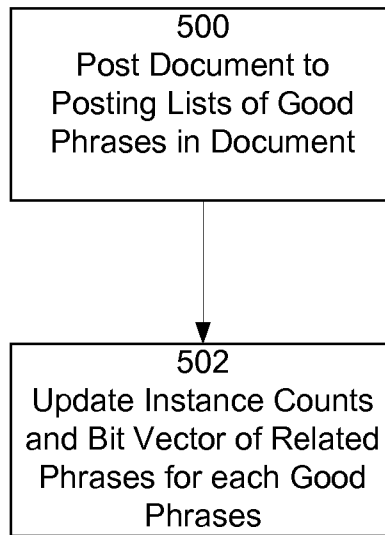 500
Post Document to
Posting Lists of Good
Phrases in Document
502
Update Instance Counts
and Bit Vector of Related
Phrases for each Good
Phrases